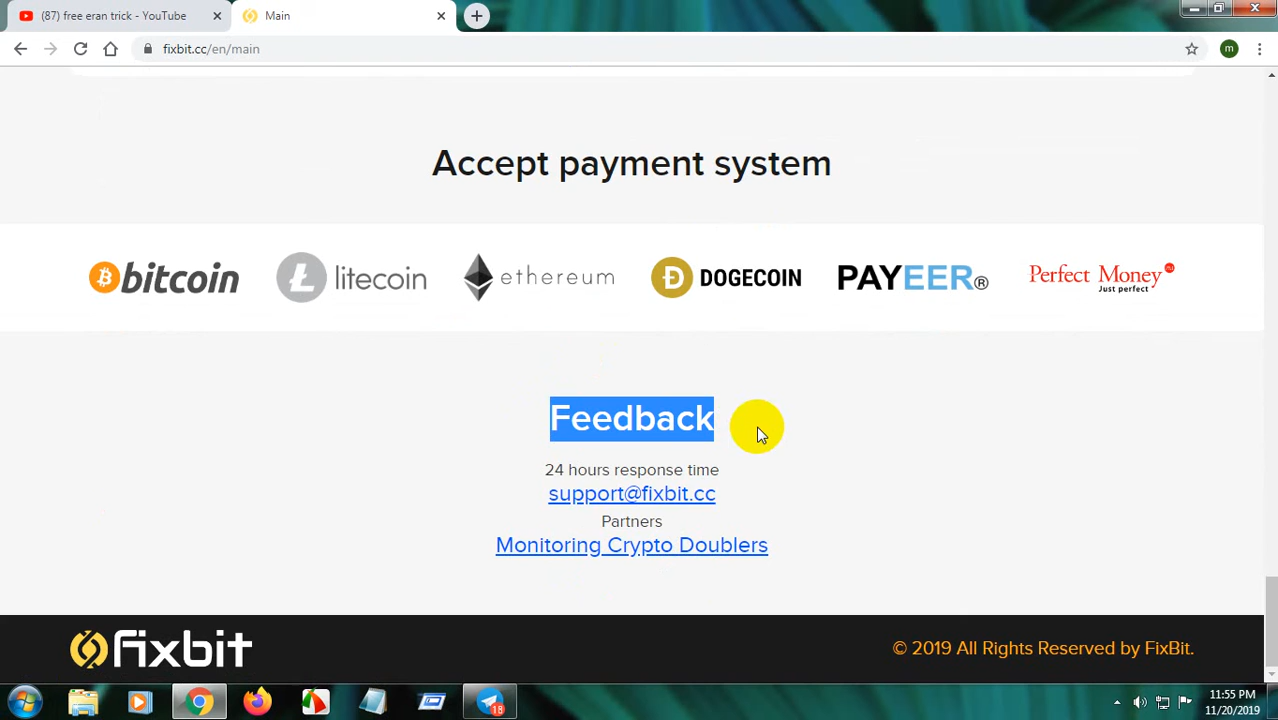 (87) free eran trick - YouTube
Main
fixbit.cc/en/main
m
Accept payment system
bitcoin
litecoin
ethereum
DOGECOIN
PAYEER®
Perfect Money
Just perfect
Feedback
24 hours response time
support@fixbit.cc
Partners
Monitoring Crypto Doublers
fixbit
© 2019 All Rights Reserved by FixBit.
18
11:55 PM
11/20/2019